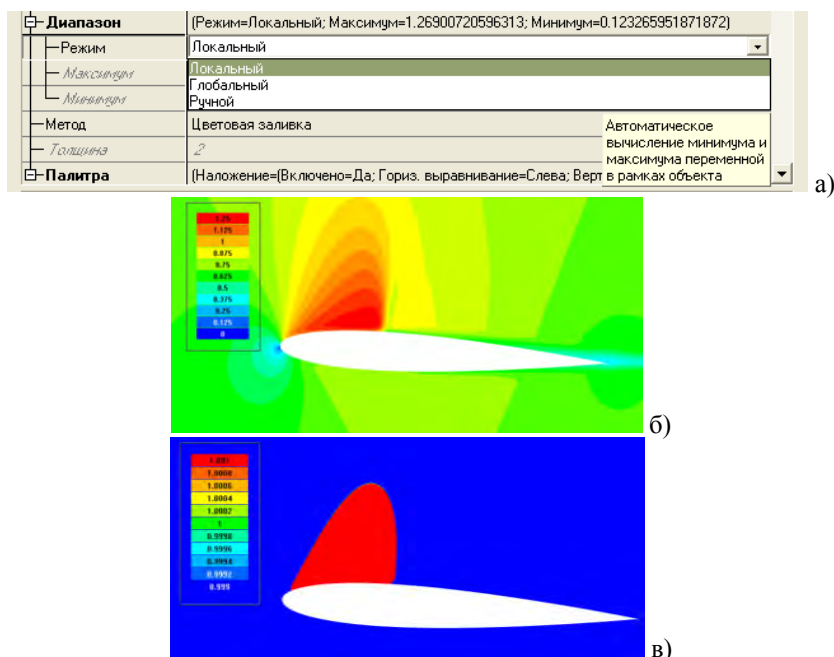 Диапазон (Режим=Локальный; Максимум=1.26900720596313; Минимум=0.123265951871872)
Режим Локальный
Максимум Локальный
Глобальный
Минимум Ручной
Метод Цветовая заливка
Толщина 2
Палитра (Наложение=(Включено=Да; Гориз. выравнивание=Слева; Верт
Автоматическое
вычисление минимума и
максимума переменной
в рамках объекта
а)
1.25
1.125
1
0.875
0.75
0.625
0.5
0.375
0.25
0.125
0
б)
1.001
1.0008
1.0006
1.0004
1.0002
1
0.9998
0.9996
0.9994
0.9992
0.999
в)